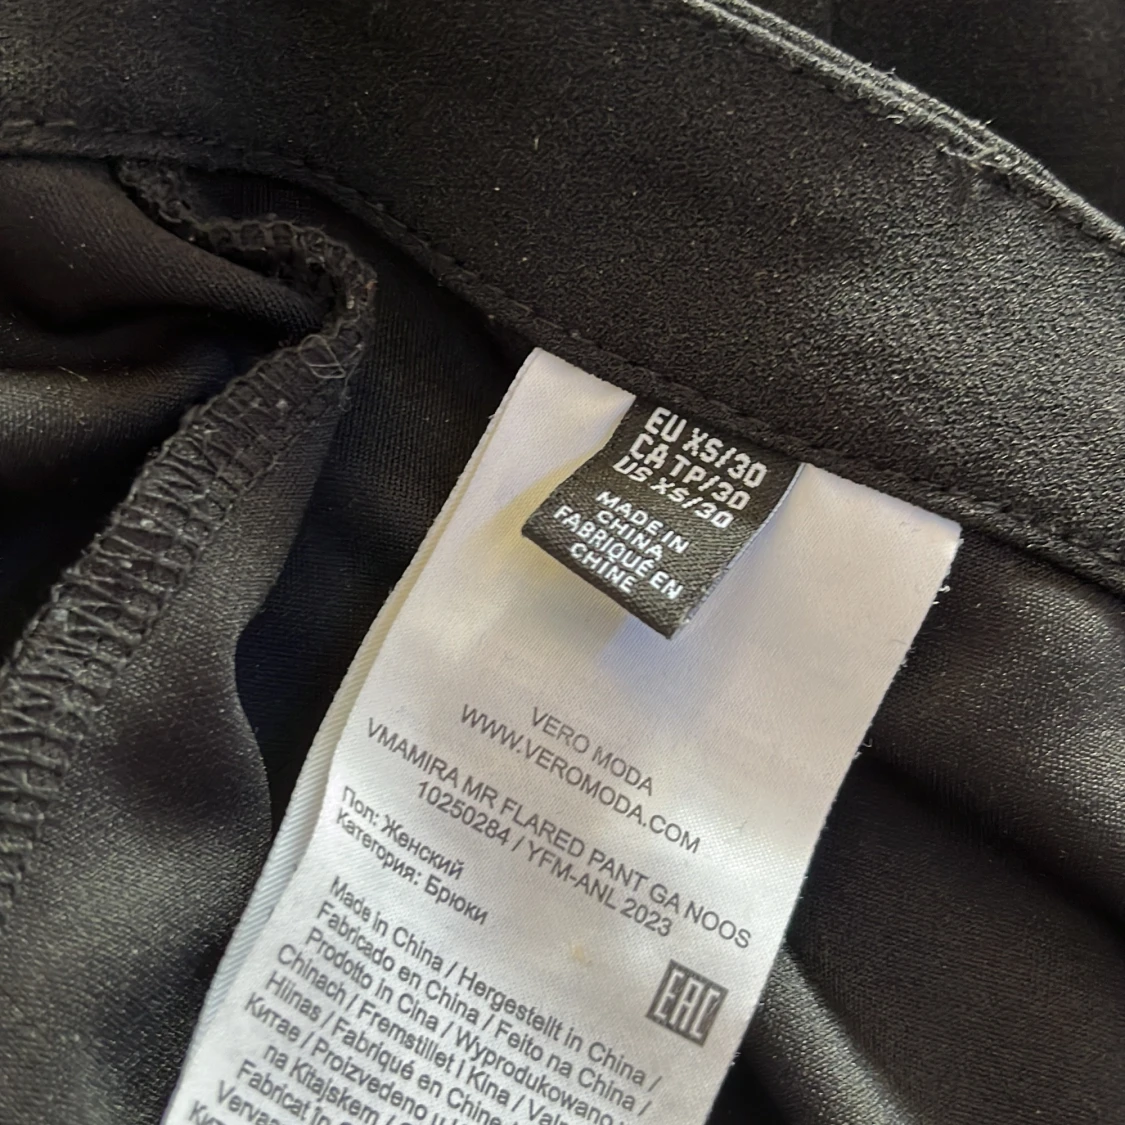 EU XS/30
CA TP/30
US XS/30
MADE IN
CHINA
FABRIQUÉ EN
CHINE
VERO MODA
WWW.VEROMODA.COM
VMAMIRA MR FLARED PANT GA NOOS
10250284 / YFM-ANL 2023
Пол: Женский
Категория: Брюки
EAC
Made in China / Hergestellt in China /
Fabricado en China / Feito na China /
Prodotto in Cina / Wyprodukowano
Chinach / Fremstillet i Kina /
Hiinas / Fabriqué en Chine
Китае / Proizvedeno u
na Kitajskem /
Fabricat în